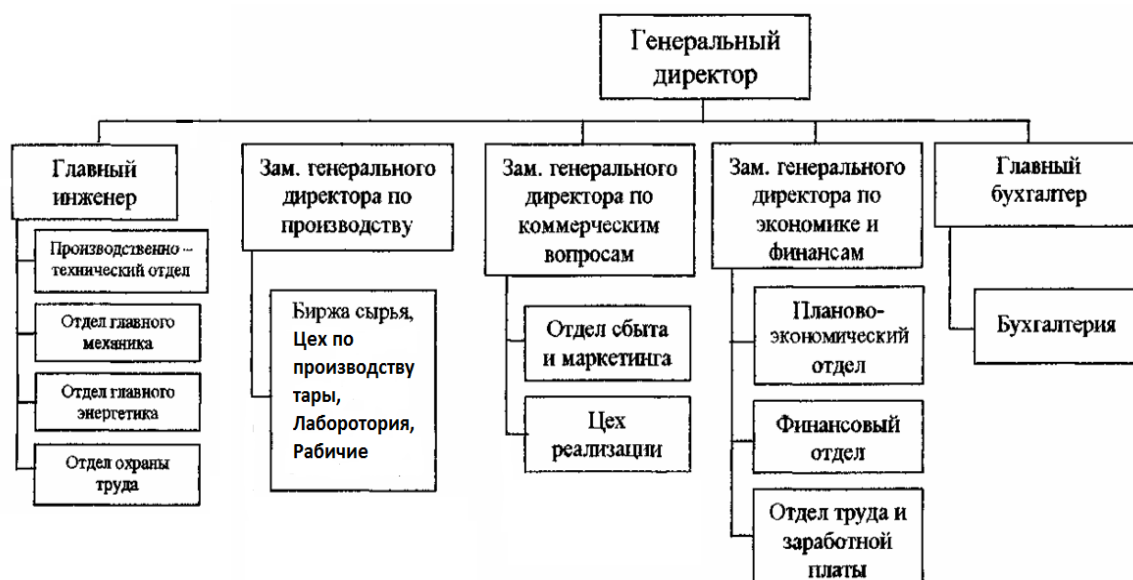 Генеральный
директор
Главный
инженер
Производственно –
технический отдел
Отдел главного
механика
Отдел главного
энергетика
Отдел охраны
труда
Зам. генерального
директора по
производству
Биржа сырья,
Цех по
производству
тары,
Лаборотория,
Рабичие
Зам. генерального
директора по
коммерческим
вопросам
Отдел сбыта
и маркетинга
Цех
реализации
Зам. генерального
директора по
экономике и
финансам
Планово-
экономический
отдел
Финансовый
отдел
Отдел труда и
заработной
платы
Главный
бухгалтер
Бухгалтерия